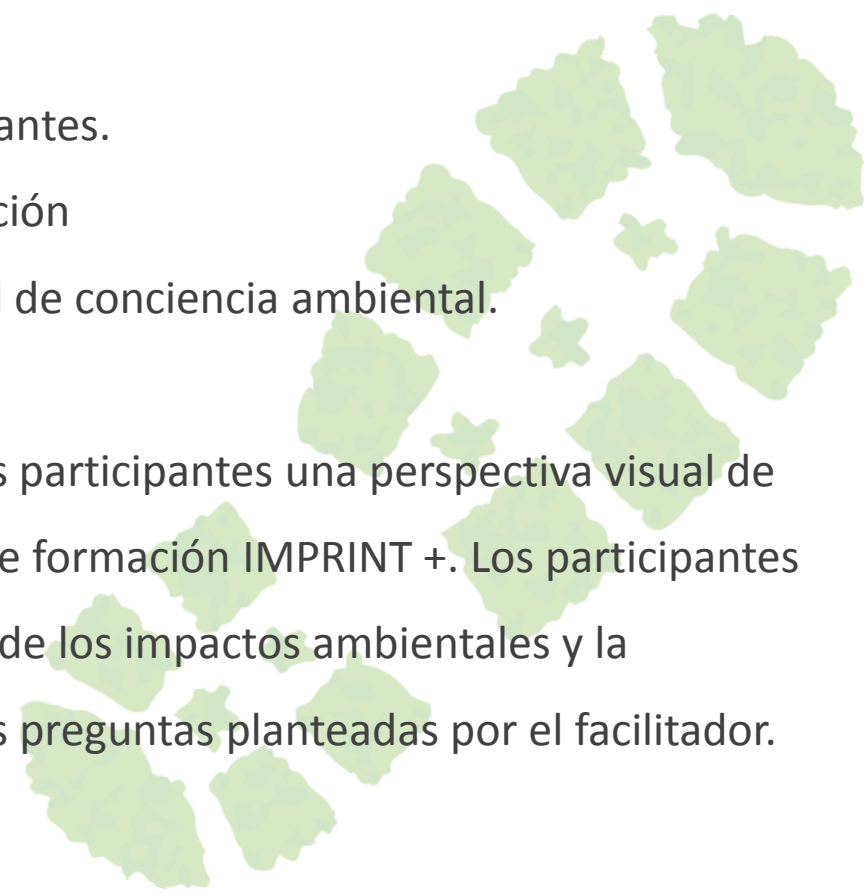 antes.
ción
de conciencia ambiental.
s participantes una perspectiva visual de
e formación IMPRINT +. Los participantes
de los impactos ambientales y la
s preguntas planteadas por el facilitador.